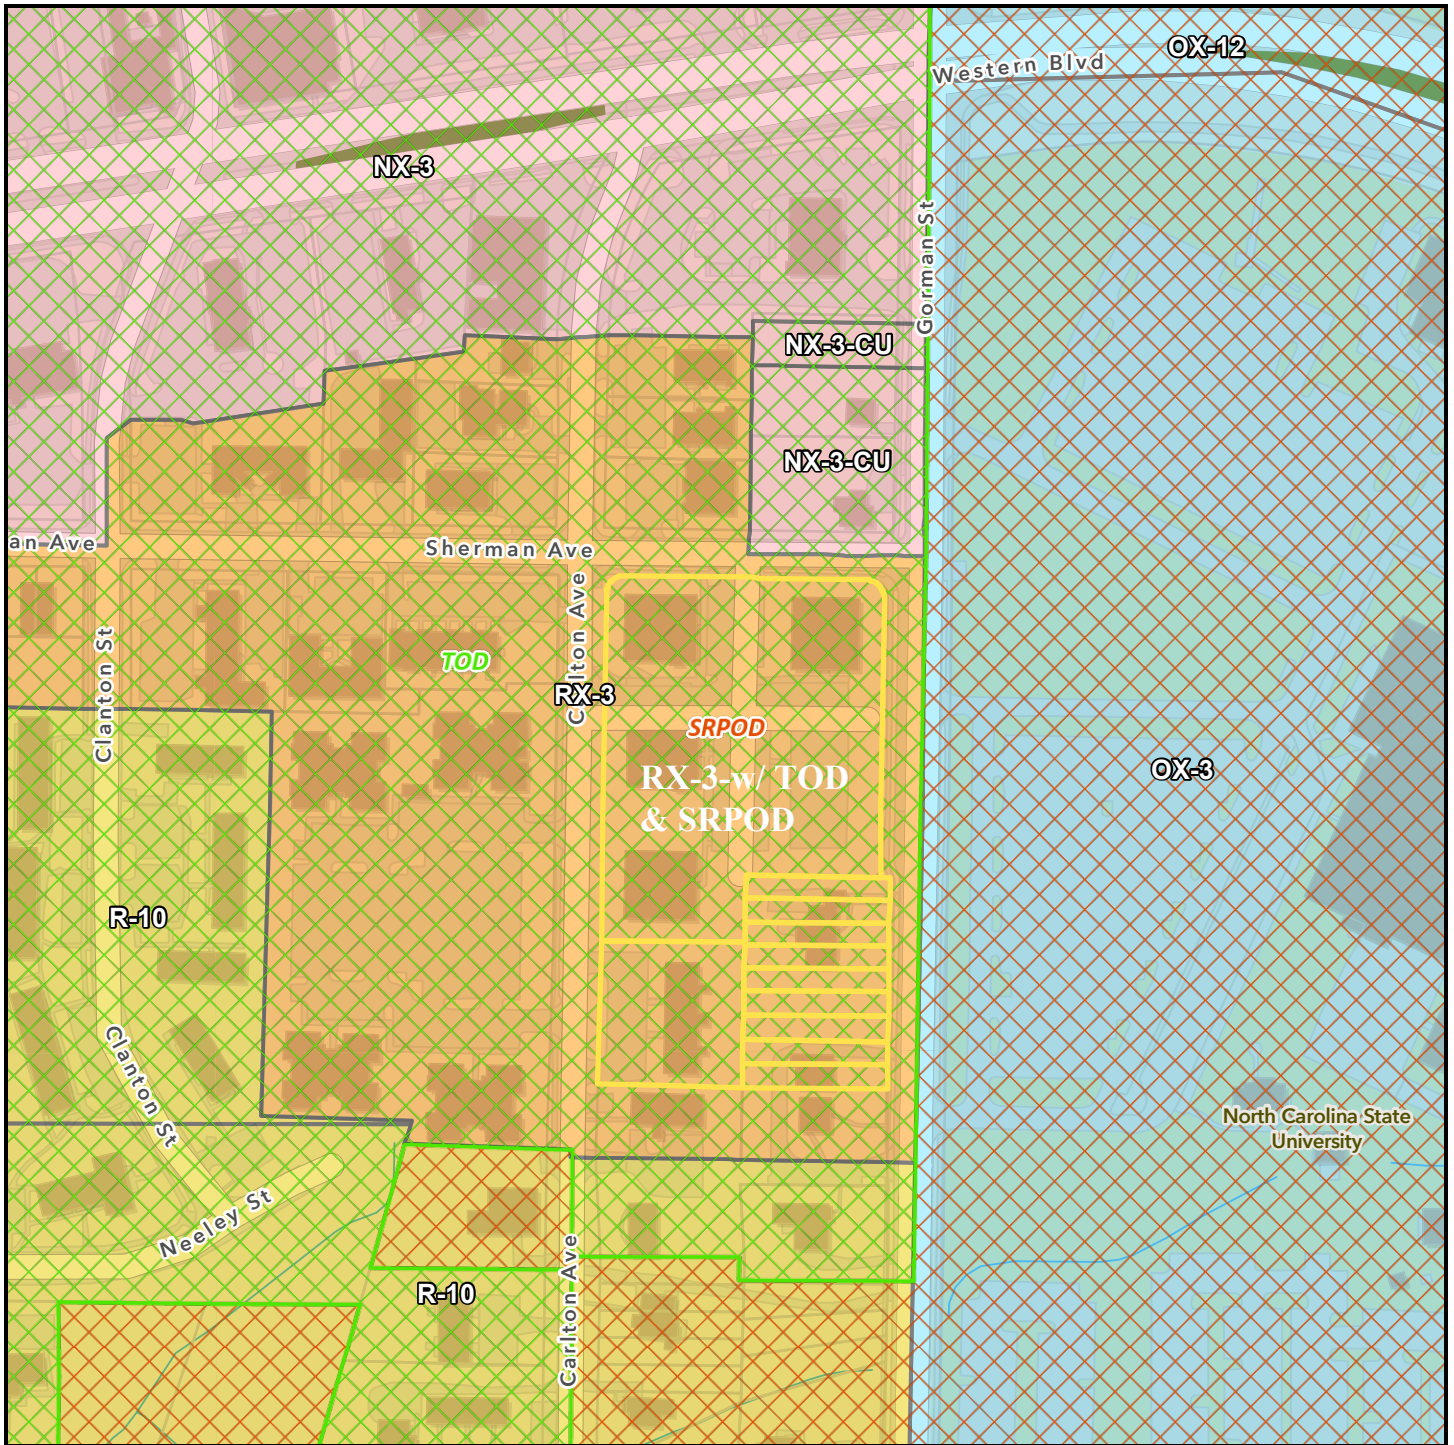 OX-12
Western Blvd
NX-3
Gorman St
NX-3-CU
NX-3-CU
an Ave
Sherman Ave
Carlton Ave
Clanton St
TOD
RX-3
SRPOD
RX-3-w/ TOD
& SRPOD
OX-3
R-10
Clanton St
North Carolina State
University
Neeley St
R-10
Carlton Ave